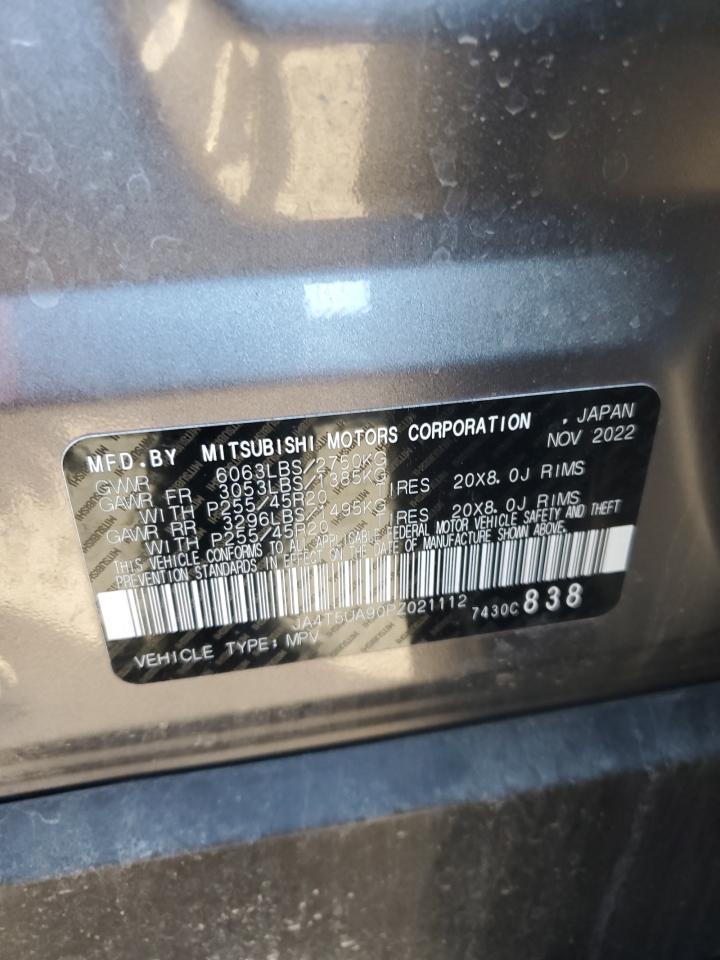 MFD.BY MITSUBISHI MOTORS CORPORATION , JAPAN
NOV 2022
GVWR 6063LBS/2750KG
GAWR FR 3053LBS/1385KG
WITH P255/45R20 TIRES 20X8.0J RIMS
GAWR RR 3296LBS/1495KG
WITH P255/45R20 TIRES 20X8.0J RIMS
THIS VEHICLE CONFORMS TO ALL APPLICABLE FEDERAL MOTOR VEHICLE SAFETY AND THEFT
PREVENTION STANDARDS IN EFFECT ON THE DATE OF MANUFACTURE SHOWN ABOVE.
JA4T5UA90PZ021112 7430C 838
VEHICLE TYPE: MPV